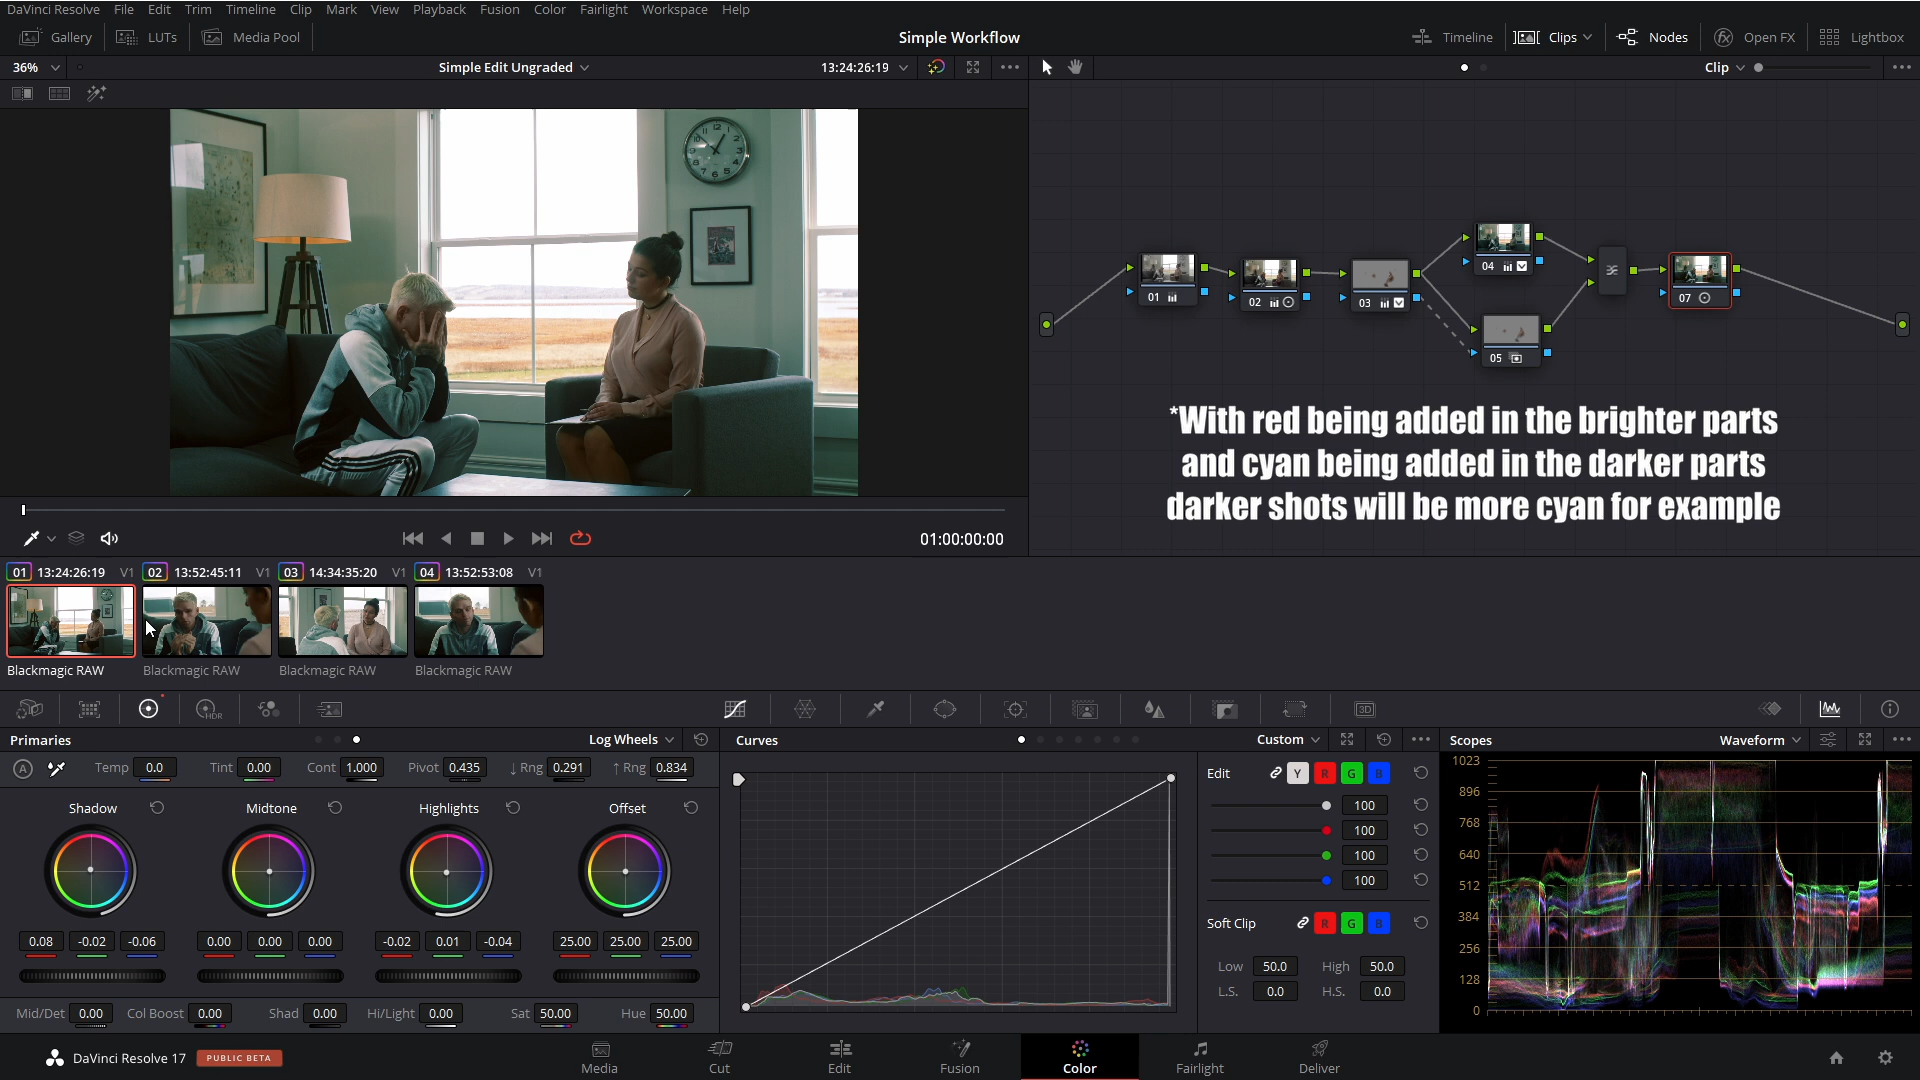 DaVinci Resolve File Edit Trim Timeline Clip Mark View Playback Fusion Color Fairlight Workspace Help
Gallery LUTs Media Pool Simple Workflow Timeline Clips Nodes Open FX Lightbox
36% Simple Edit Ungraded 13:24:26:19 Clip
01 02 03 04 05 07
*With red being added in the brighter parts
and cyan being added in the darker parts
darker shots will be more cyan for example
01:00:00:00
01 13:24:26:19 V1 02 13:52:45:11 V1 03 14:34:35:20 V1 04 13:52:53:08 V1
Blackmagic RAW Blackmagic RAW Blackmagic RAW Blackmagic RAW
HDR 3D
Primaries Log Wheels Curves Custom Scopes Waveform
A Temp 0.0 Tint 0.00 Cont 1.000 Pivot 0.435 ↓ Rng 0.291 ↑ Rng 0.834
Shadow Midtone Highlights Offset
0.08 -0.02 -0.06 0.00 0.00 0.00 -0.02 0.01 -0.04 25.00 25.00 25.00
Mid/Det 0.00 Col Boost 0.00 Shad 0.00 Hi/Light 0.00 Sat 50.00 Hue 50.00
Edit Y R G B
100
100
100
100
Soft Clip R G B
Low 50.0 High 50.0
L.S. 0.0 H.S. 0.0
1023
896
768
640
512
384
256
128
0
DaVinci Resolve 17 PUBLIC BETA Media Cut Edit Fusion Color Fairlight Deliver